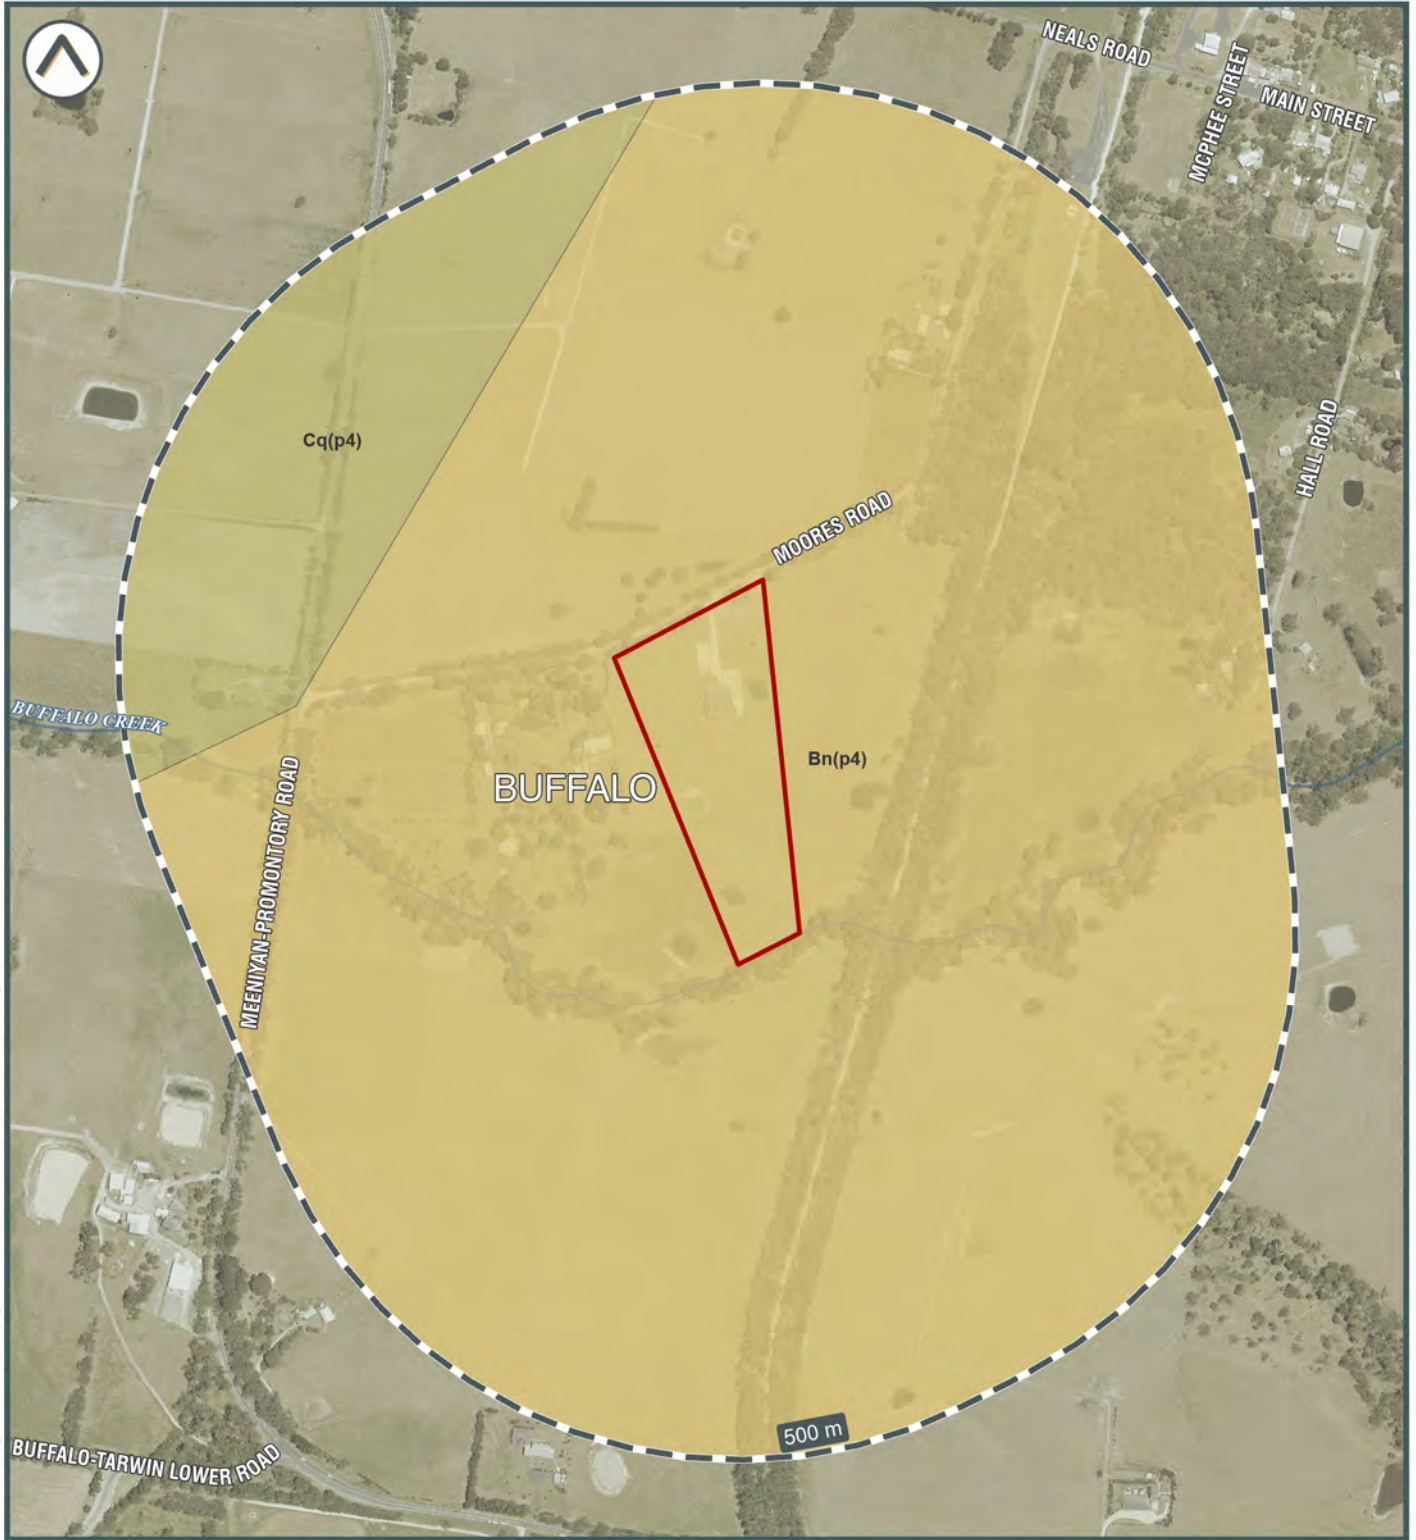 NEALS ROAD
MCPHEE STREET
MAIN STREET
Cq(p4)
HALL ROAD
MOORES ROAD
BUFFALO CREEK
Bn(p4)
BUFFALO
MEENIYAN-PROMONTORY ROAD
500 m
BUFFALO-TARWIN LOWER ROAD